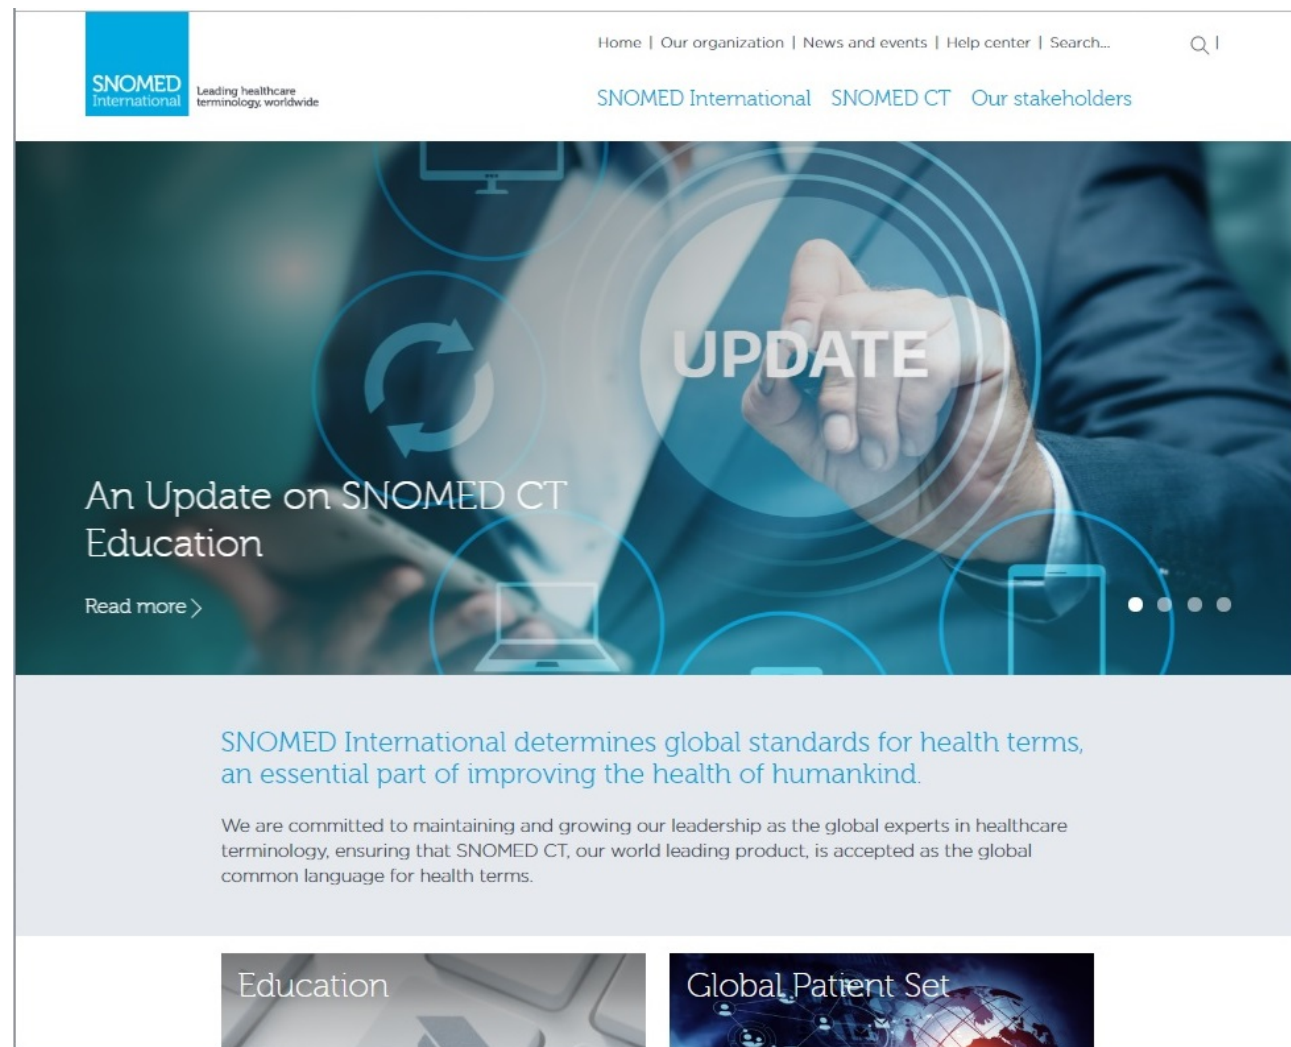 SNOMED
International
Leading healthcare
terminology, worldwide
Home | Our organization | News and events | Help center | Search... |
SNOMED International SNOMED CT Our stakeholders
UPDATE
An Update on SNOMED CT
Education
Read more >
SNOMED International determines global standards for health terms,
an essential part of improving the health of humankind.
We are committed to maintaining and growing our leadership as the global experts in healthcare
terminology, ensuring that SNOMED CT, our world leading product, is accepted as the global
common language for health terms.
Education
Global Patient Set